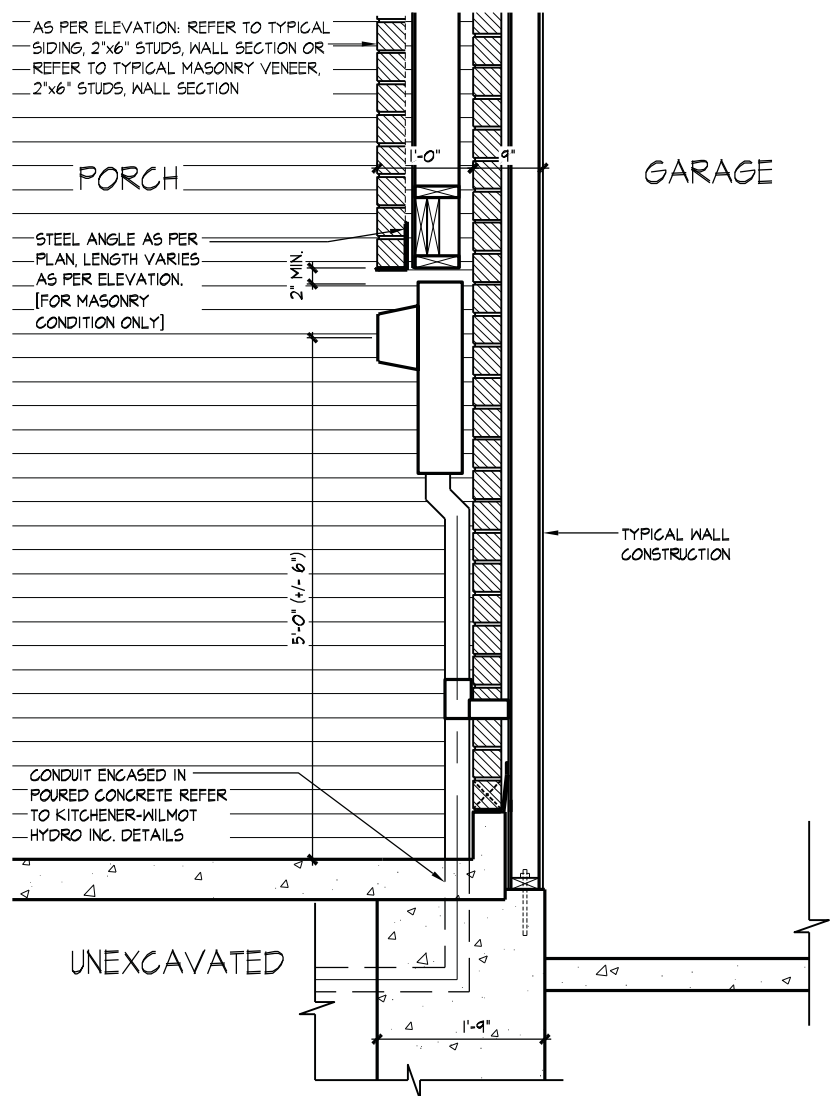 AS PER ELEVATION: REFER TO TYPICAL
SIDING, 2"x6" STUDS, WALL SECTION OR
REFER TO TYPICAL MASONRY VENEER,
2"x6" STUDS, WALL SECTION
1'-0"
9"
PORCH
GARAGE
STEEL ANGLE AS PER
PLAN, LENGTH VARIES
AS PER ELEVATION.
[FOR MASONRY
CONDITION ONLY]
2" MIN.
TYPICAL WALL
CONSTRUCTION
5'-0" (+/- 6")
CONDUIT ENCASED IN
POURED CONCRETE REFER
TO KITCHENER-WILMOT
HYDRO INC. DETAILS
UNEXCAVATED
1'-9"